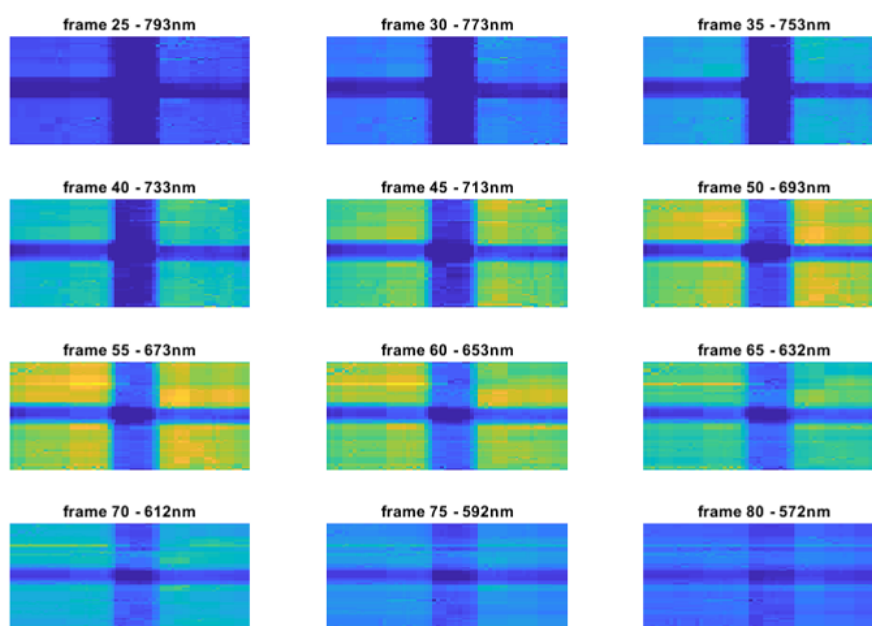 frame 25 - 793nm
frame 30 - 773nm
frame 35 - 753nm
frame 40 - 733nm
frame 45 - 713nm
frame 50 - 693nm
frame 55 - 673nm
frame 60 - 653nm
frame 65 - 632nm
frame 70 - 612nm
frame 75 - 592nm
frame 80 - 572nm